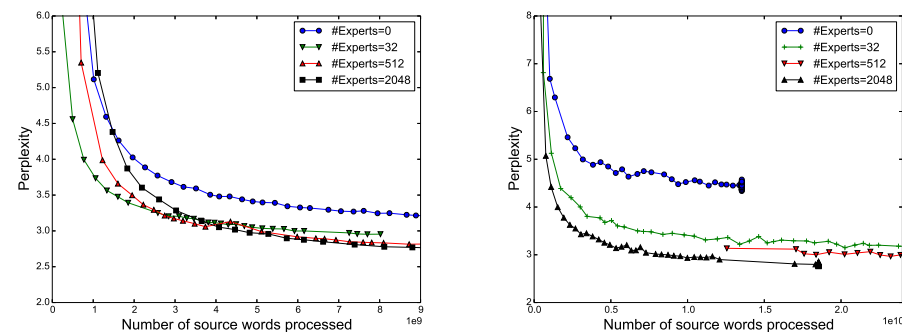 6.0
5.5
5.0
4.5
4.0
3.5
3.0
2.5
2.0
Perplexity
0 1 2 3 4 5 6 7 8 9
1e9
Number of source words processed
#Experts=0
#Experts=32
#Experts=512
#Experts=2048
8
7
6
5
4
3
2
Perplexity
0.0 0.5 1.0 1.5 2.0
1e10
Number of source words processed
#Experts=0
#Experts=32
#Experts=512
#Experts=2048